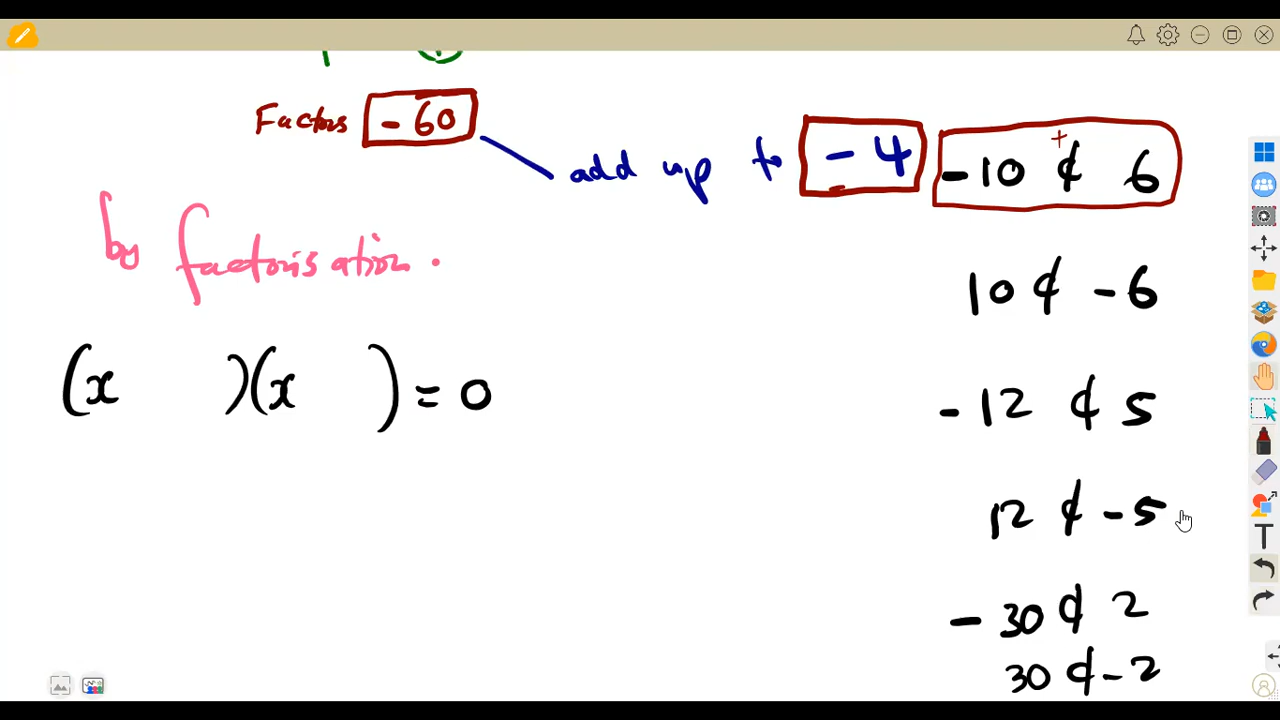 Factors -60
add up to -4
-10 ¢ 6
+
by factorisation.
10 ¢ -6
(x )(x ) = 0
-12 ¢ 5
12 ¢ -5
-30 ¢ 2
30 ¢ -2
T